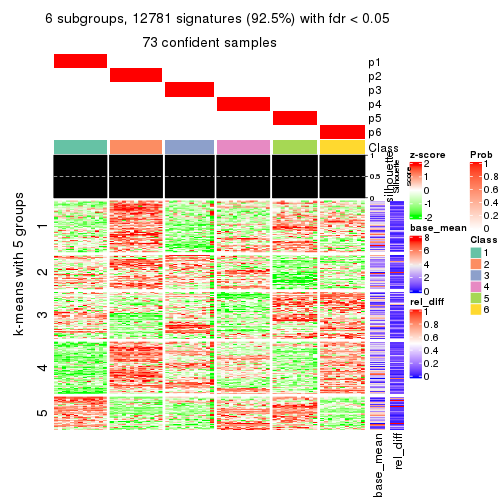 6 subgroups, 12781 signatures (92.5%) with fdr < 0.05
73 confident samples
p1
p2
p3
p4
p5
p6
Class
1
0.5
0
silhouette
Silhouette
score
k-means with 5 groups
1
2
3
4
5
base_mean
rel_diff
z-score
2
1
0
-1
-2
base_mean
8
6
4
2
0
rel_diff
1
0.8
0.6
0.4
0.2
0
Prob
1
0.8
0.6
0.4
0.2
0
Class
1
2
3
4
5
6